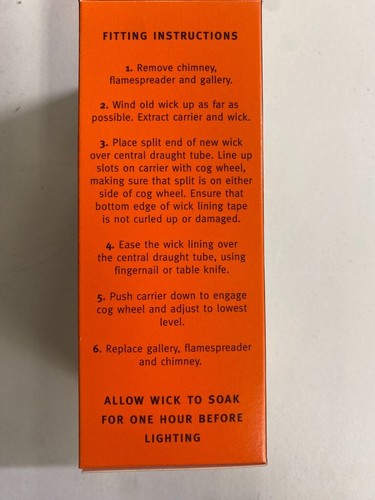 FITTING INSTRUCTIONS
1. Remove chimney,
flamespreader and gallery.
2. Wind old wick up as far as
possible. Extract carrier and wick.
3. Place split end of new wick
over central draught tube. Line up
slots on carrier with cog wheel,
making sure that split is on either
side of cog wheel. Ensure that
bottom edge of wick lining tape
is not curled up or damaged.
4. Ease the wick lining over
the central draught tube, using
fingernail or table knife.
5. Push carrier down to engage
cog wheel and adjust to lowest
level.
6. Replace gallery, flamespreader
and chimney.
ALLOW WICK TO SOAK
FOR ONE HOUR BEFORE
LIGHTING